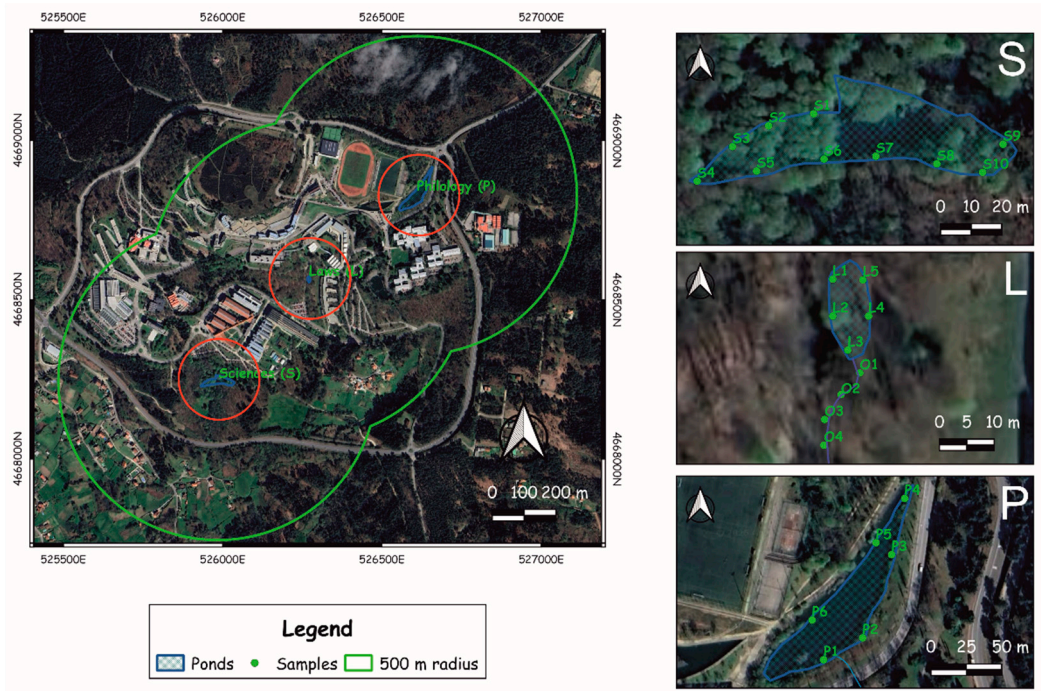 525500E 526000E 526500E 527000E
4669000N
4668500N
4668000N
4669000N
4668500N
4668000N
Philology (P)
Sciences (S)
0 100 200 m
525500E 526000E 526500E 527000E
Legend
Ponds Samples 500 m radius
S
S2
S3
S4
S5
S6
S7
S8
S9
S10
0 10 20 m
L
L1
L5
L2
L4
L3
O1
O2
O3
O4
0 5 10 m
P
P4
P5
P3
P6
P2
P1
0 25 50 m